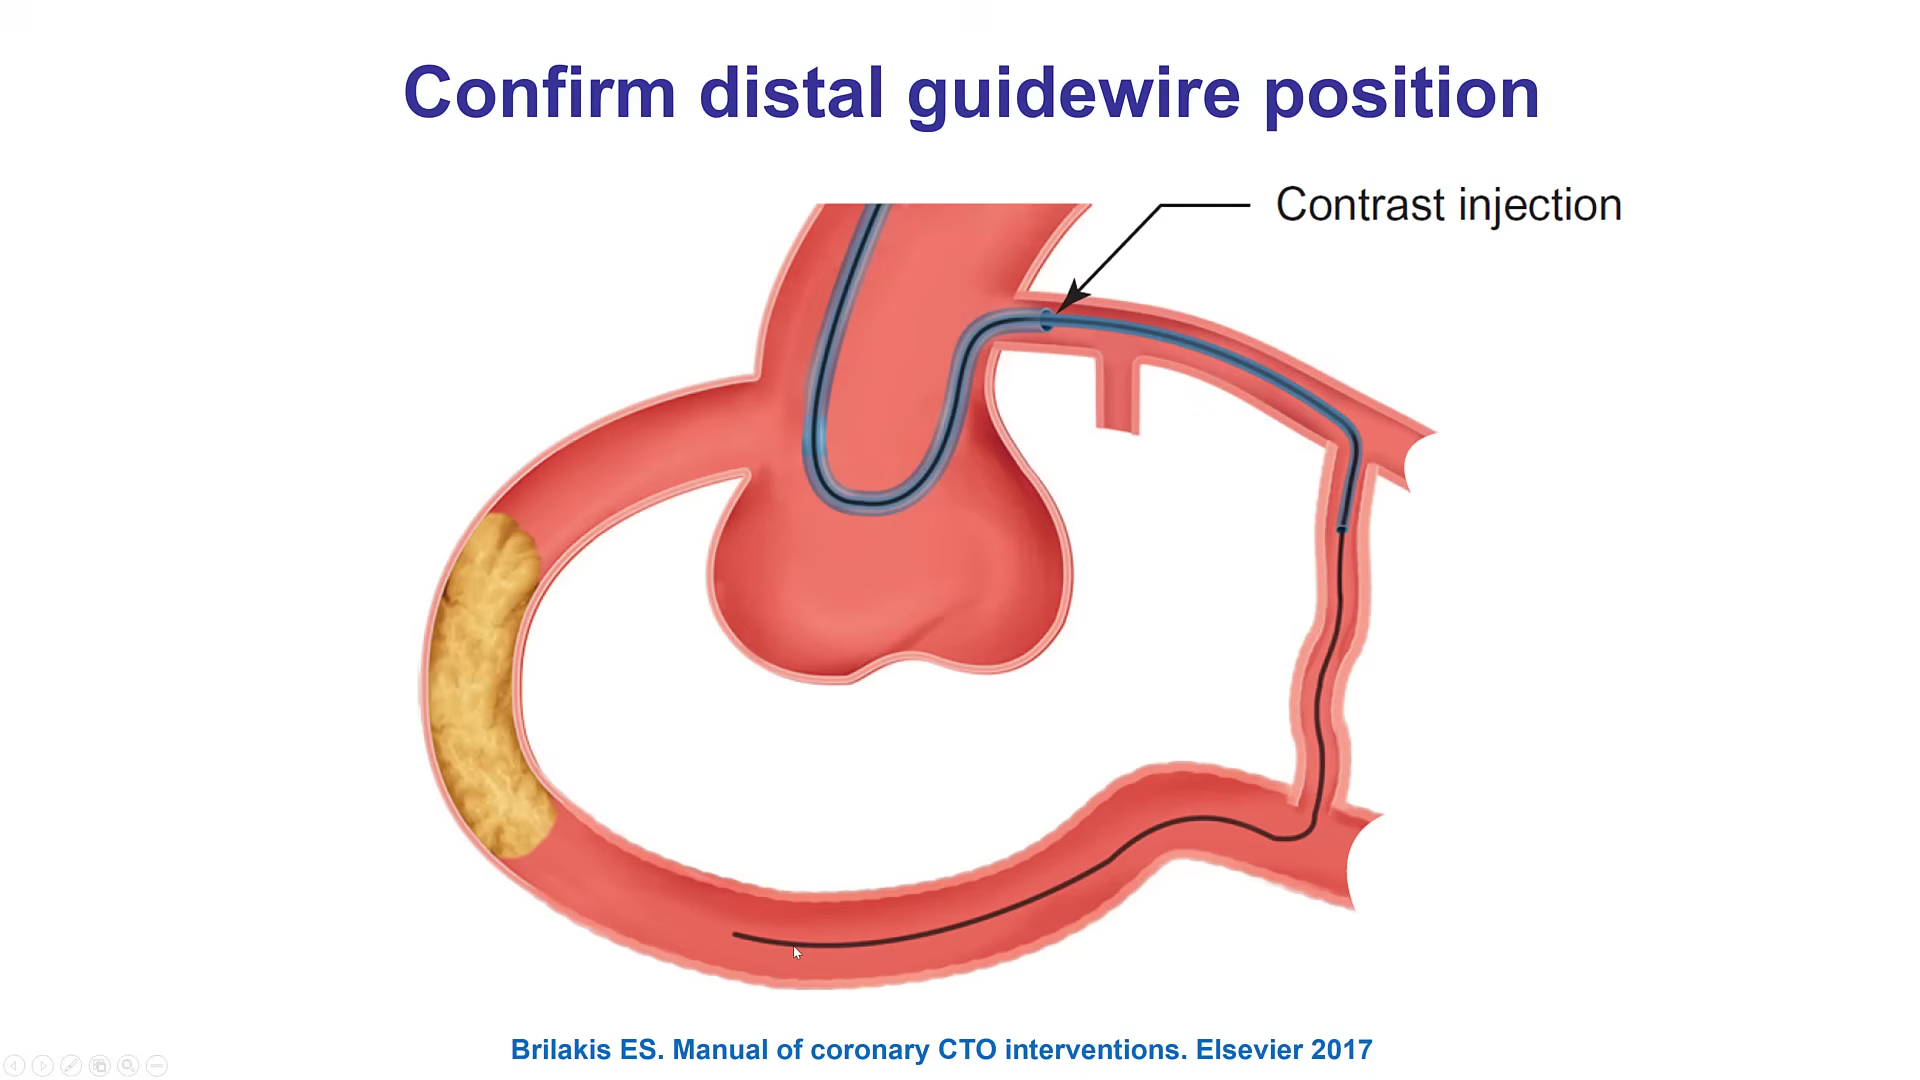 Confirm distal guidewire position
Contrast injection
Brilakis ES. Manual of coronary CTO interventions. Elsevier 2017